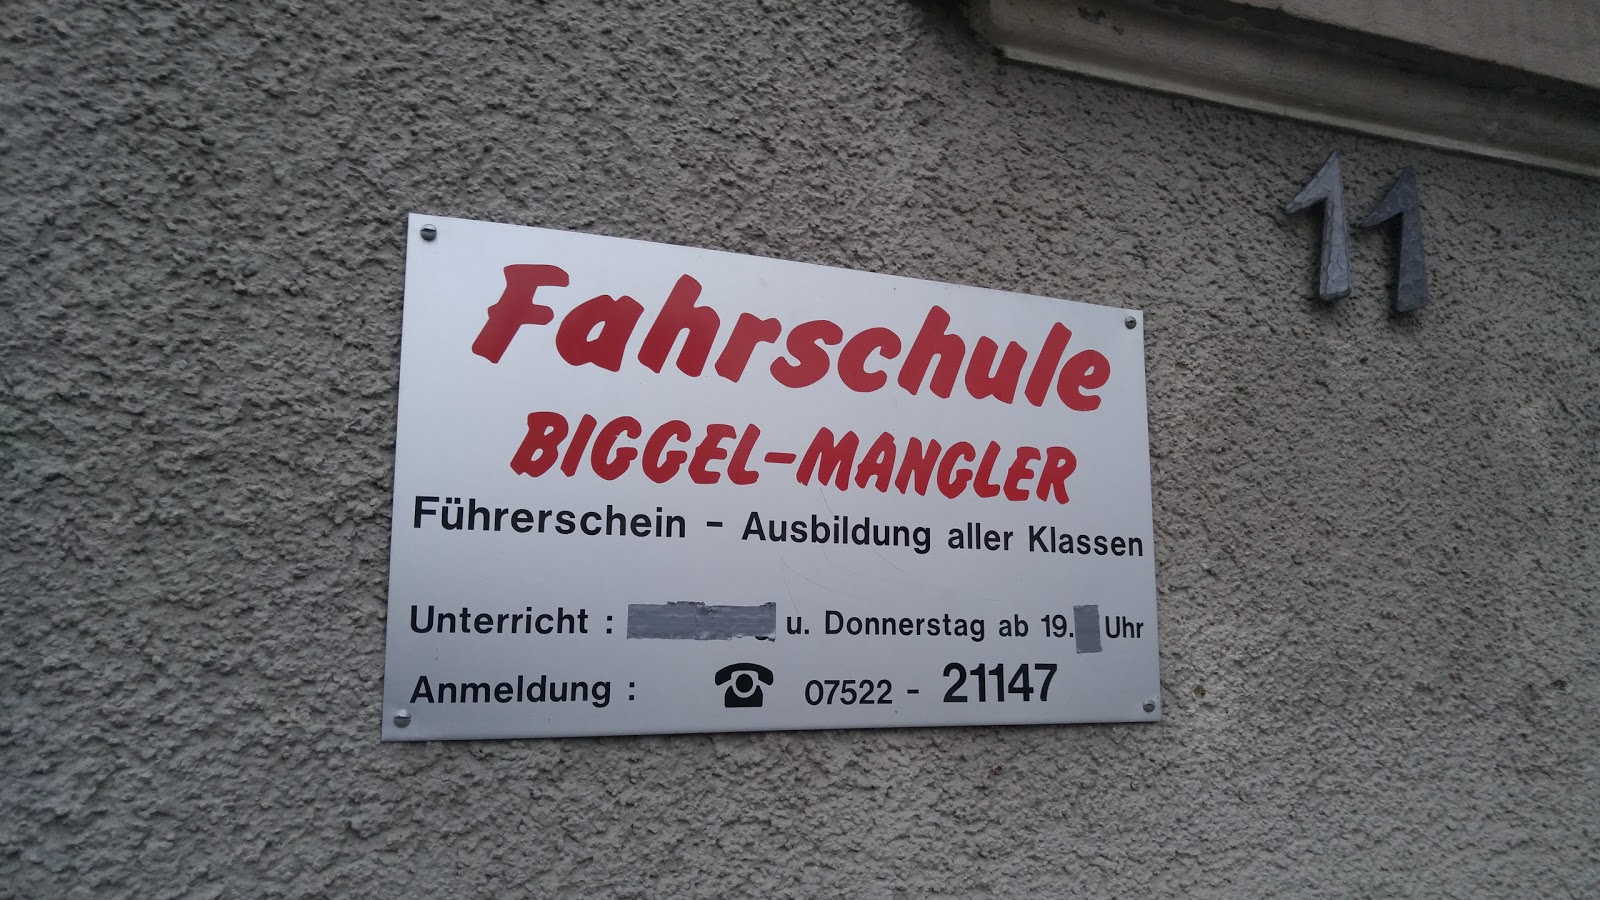 11
Fahrschule
BIGGEL-MANGLER
Führerschein - Ausbildung aller Klassen
Unterricht : u. Donnerstag ab 19. Uhr
Anmeldung : ☎ 07522 - 21147